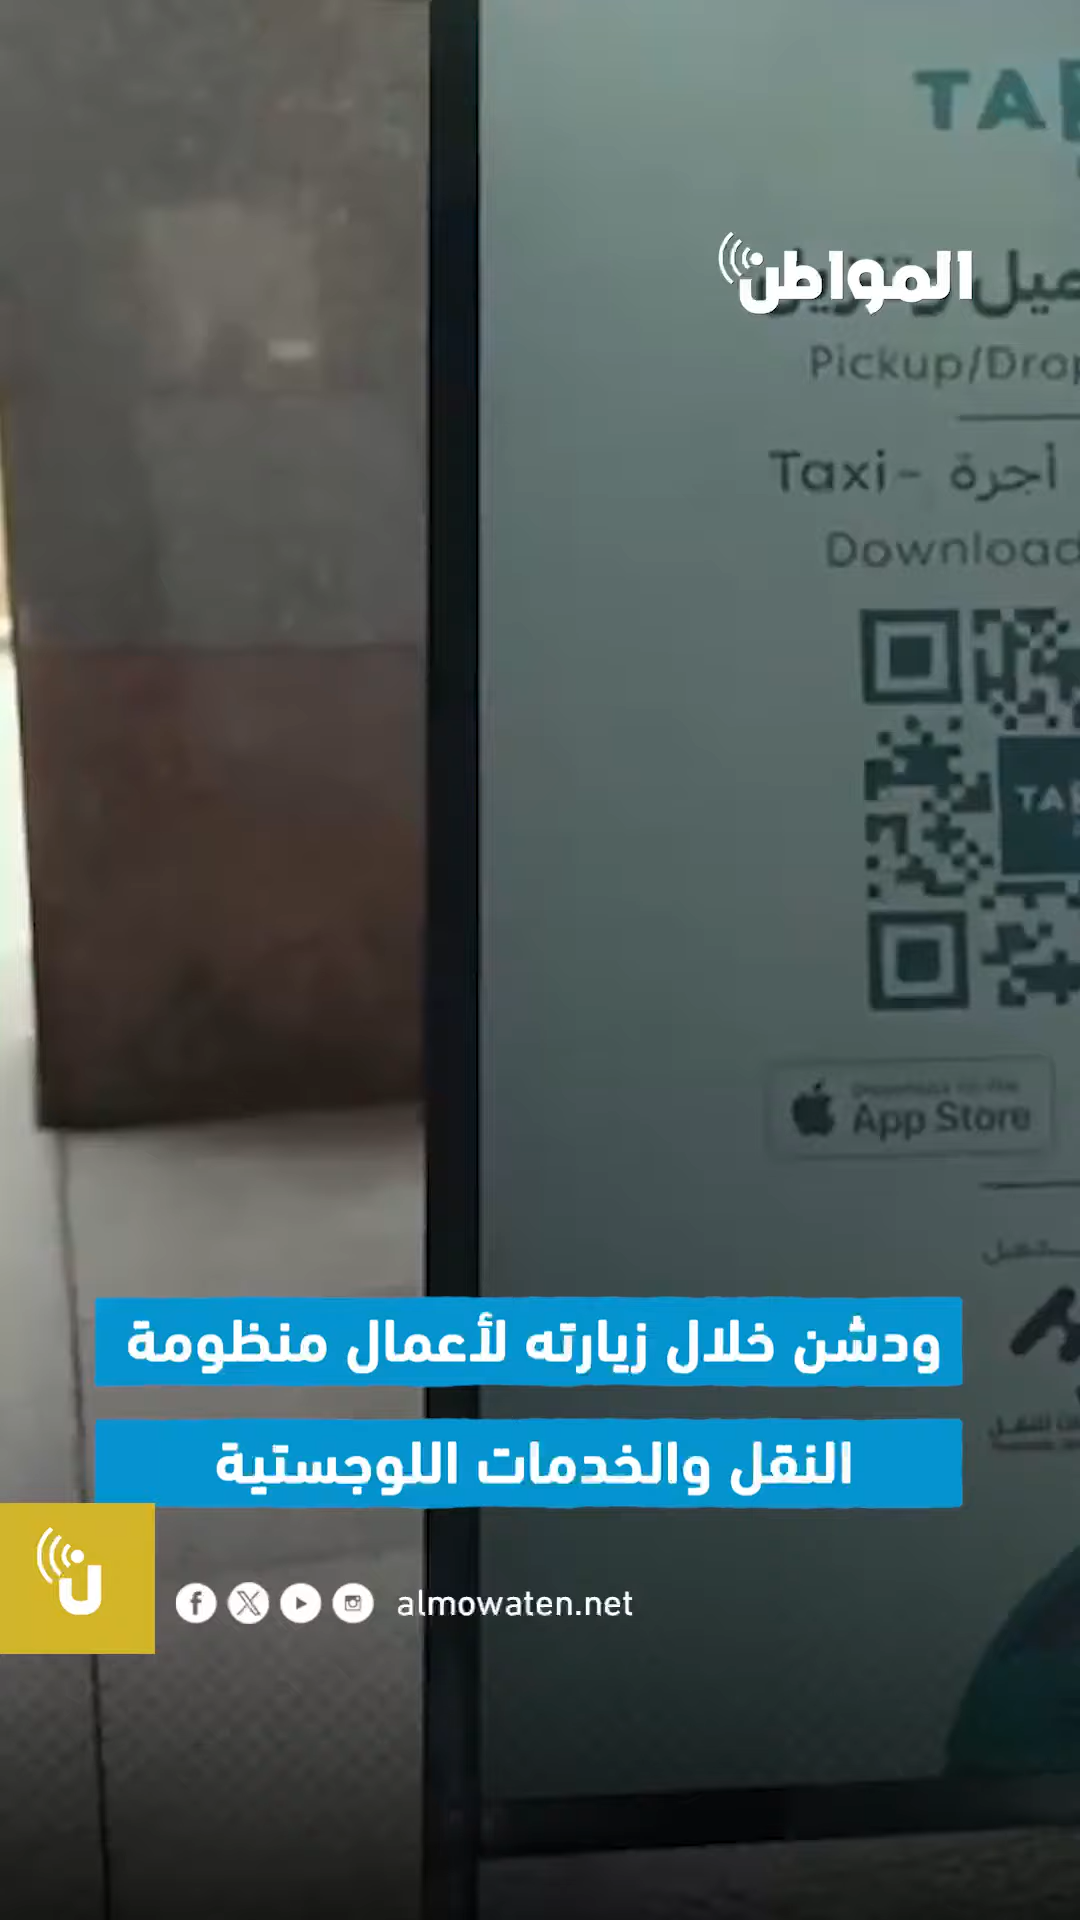 TA
المواطن
Pickup/Drop
Taxi- أجرة
Download
TA
App Store
ودشن خلال زيارته لأعمال منظومة
النقل والخدمات اللوجستية
almowaten.net